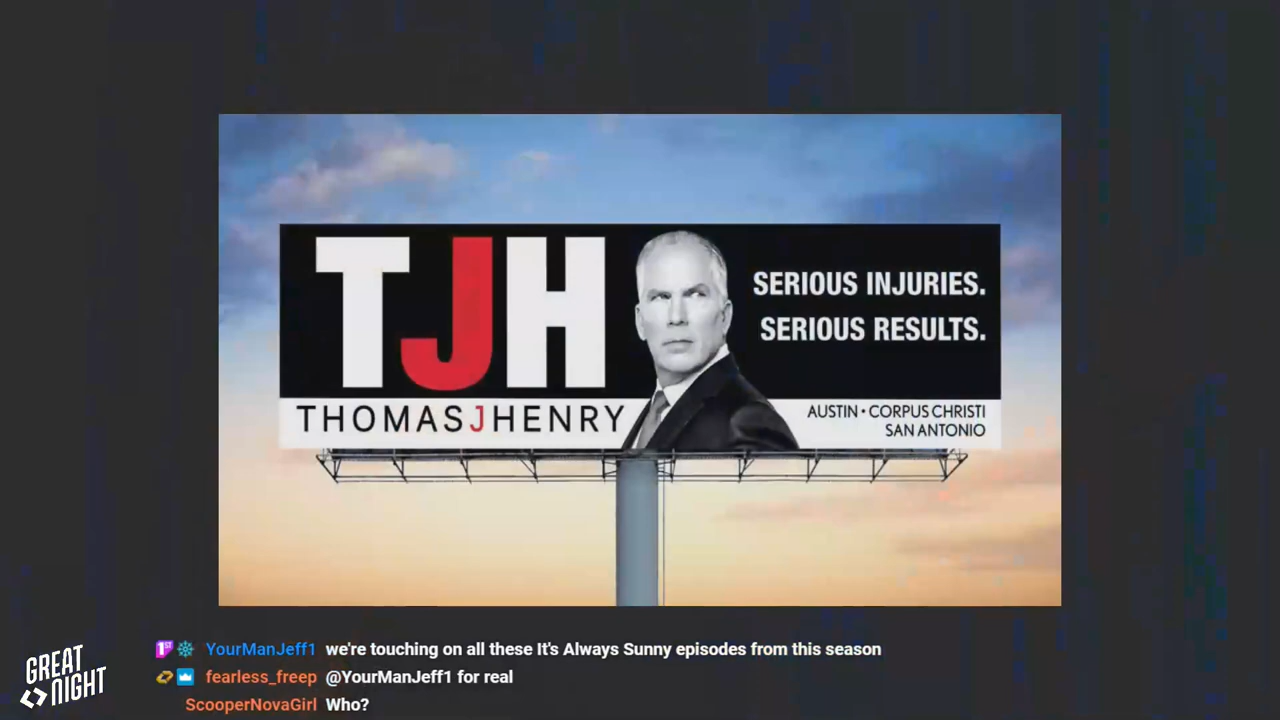 TJH
SERIOUS INJURIES.
SERIOUS RESULTS.
THOMASJHENRY
AUSTIN • CORPUS CHRISTI
SAN ANTONIO
GREAT
NIGHT
YourManJeff1 we're touching on all these It's Always Sunny episodes from this season
fearless_freep @YourManJeff1 for real
ScooperNovaGirl Who?